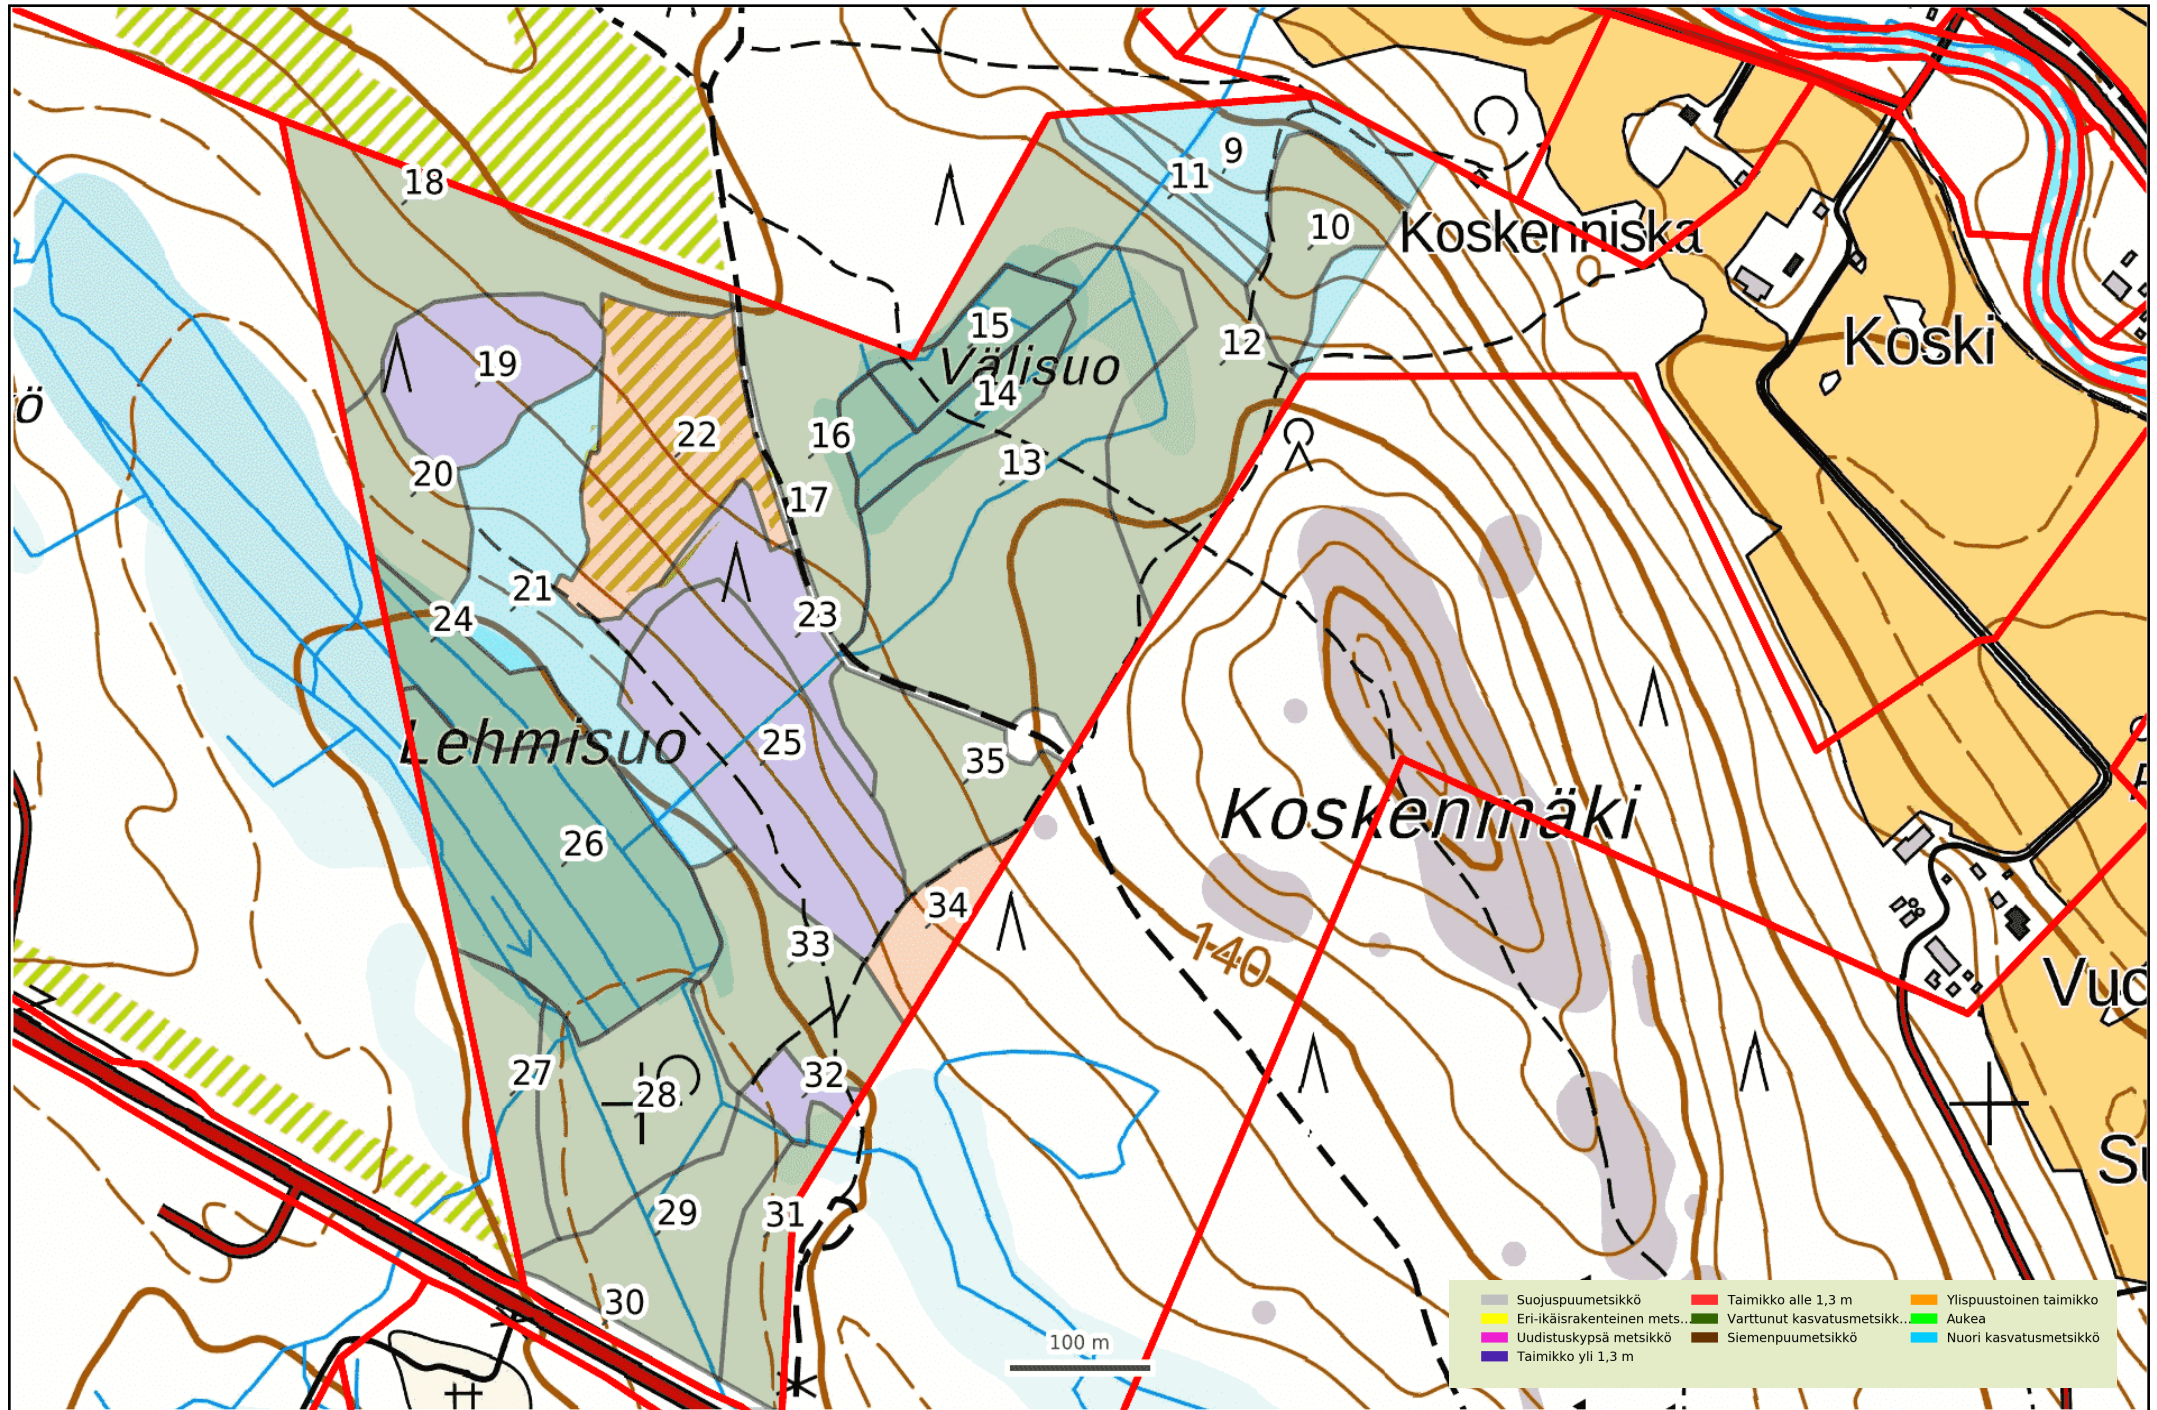 9
11
18
10
Koskenniska
15
12
Koski
19
Välisuo
14
ö
22
16
20
13
17
21
24
23
Lehmisuo
25
35
Koskenmäki
26
34
33
140
Vuo
27
32
28
Su
29
31
30
100 m
Suojuspuumetsikkö
Taimikko alle 1,3 m
Ylispuustoinen taimikko
Eri-ikäisrakenteinen mets...
Varttunut kasvatusmetsikk...
Aukea
Uudistuskypsä metsikkö
Siemenpuumetsikkö
Nuori kasvatusmetsikkö
Taimikko yli 1,3 m